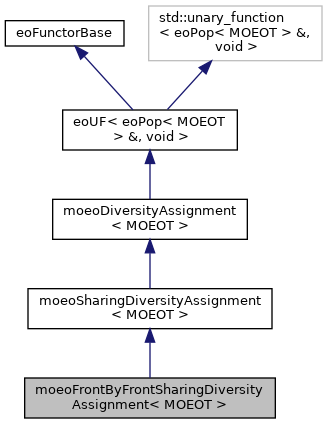 eoFunctorBase
std::unary_function
< eoPop< MOEOT > &,
void >
eoUF< eoPop< MOEOT
> &, void >
moeoDiversityAssignment
< MOEOT >
moeoSharingDiversityAssignment
< MOEOT >
moeoFrontByFrontSharingDiversity
Assignment< MOEOT >